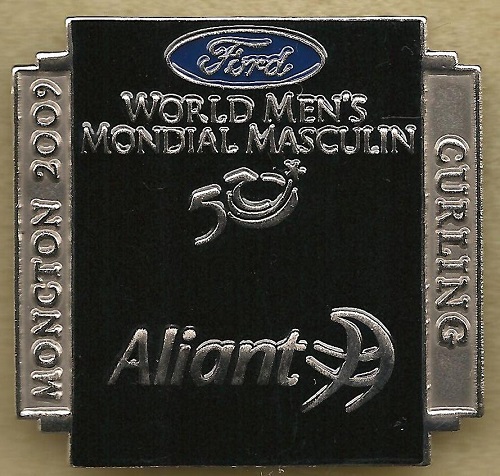 Ford
WORLD MEN'S
MONDIAL MASCULIN
50
MONCTON 2009
CURLING
Aliant